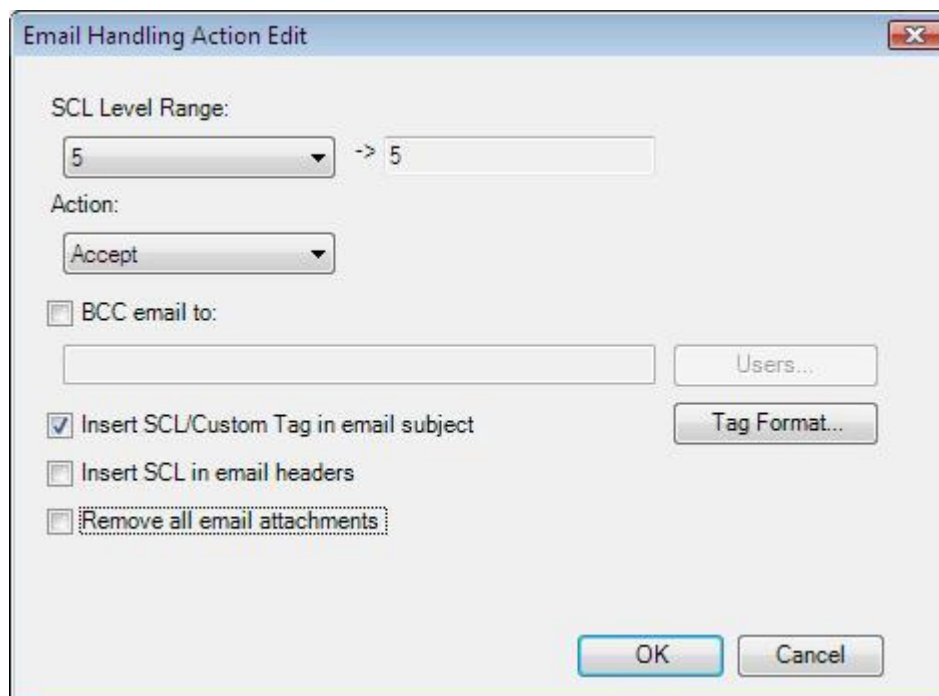 Email Handling Action Edit
SCL Level Range:
5 -> 5
Action:
Accept
BCC email to:
Users...
Insert SCL/Custom Tag in email subject Tag Format...
Insert SCL in email headers
Remove all email attachments
OK Cancel